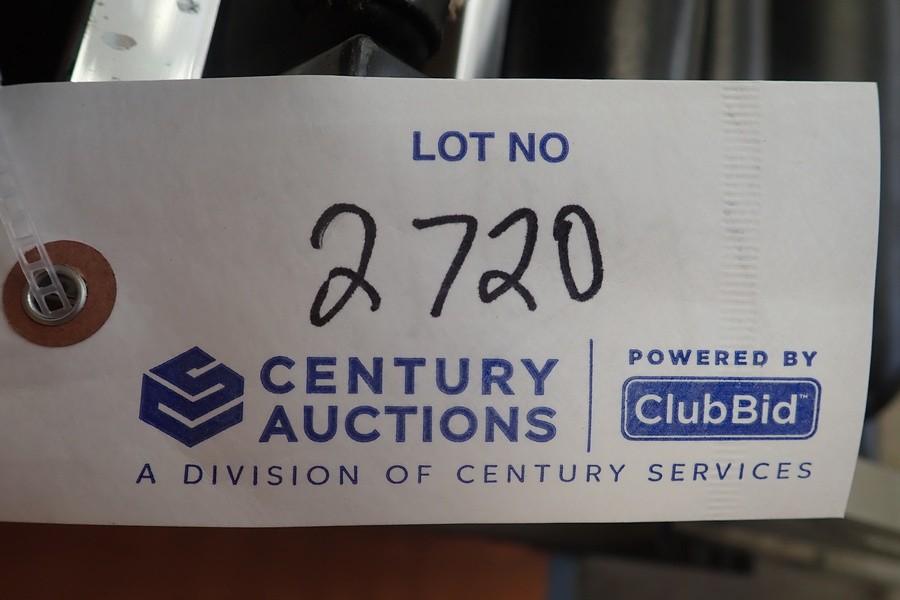 LOT NO
2720
CENTURY AUCTIONS
POWERED BY
ClubBid™
A DIVISION OF CENTURY SERVICES